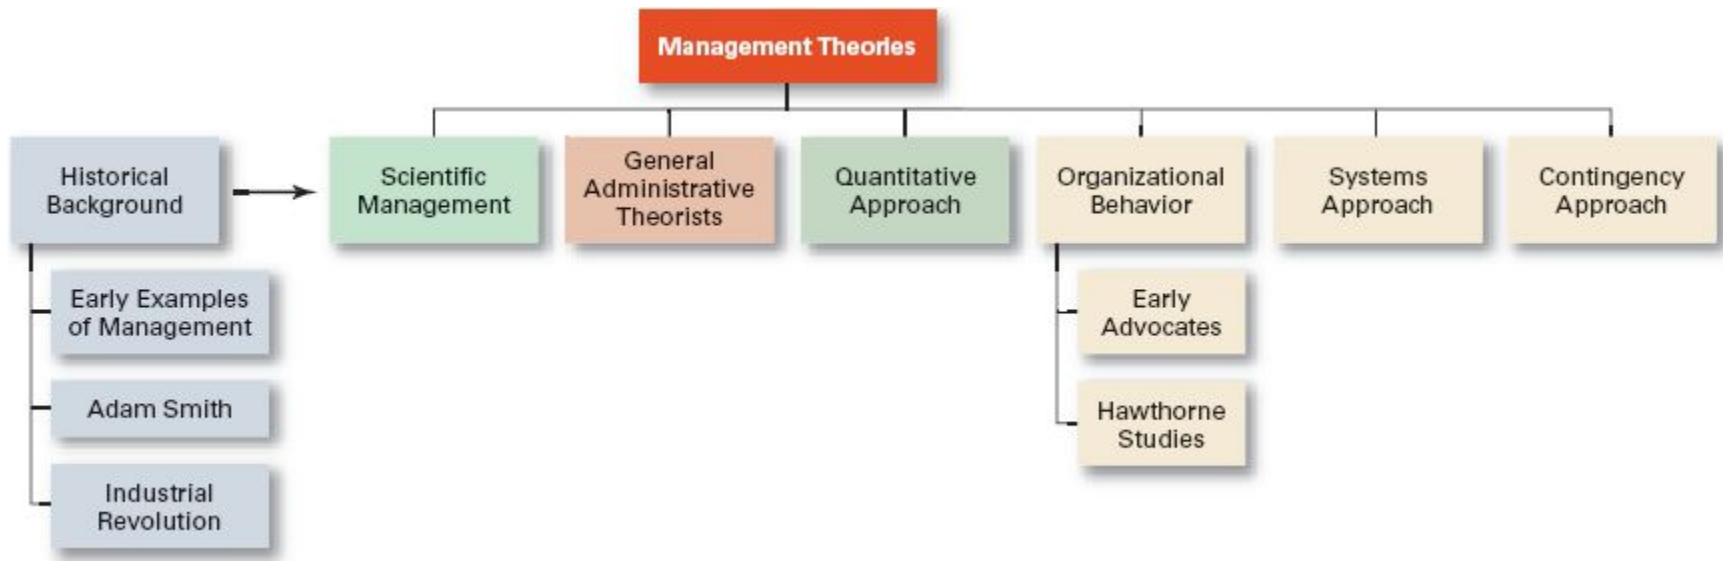 Management Theories
Historical
Background
Scientific
Management
General
Administrative
Theorists
Quantitative
Approach
Organizational
Behavior
Systems
Approach
Contingency
Approach
Early Examples
of Management
Adam Smith
Industrial
Revolution
Early
Advocates
Hawthorne
Studies